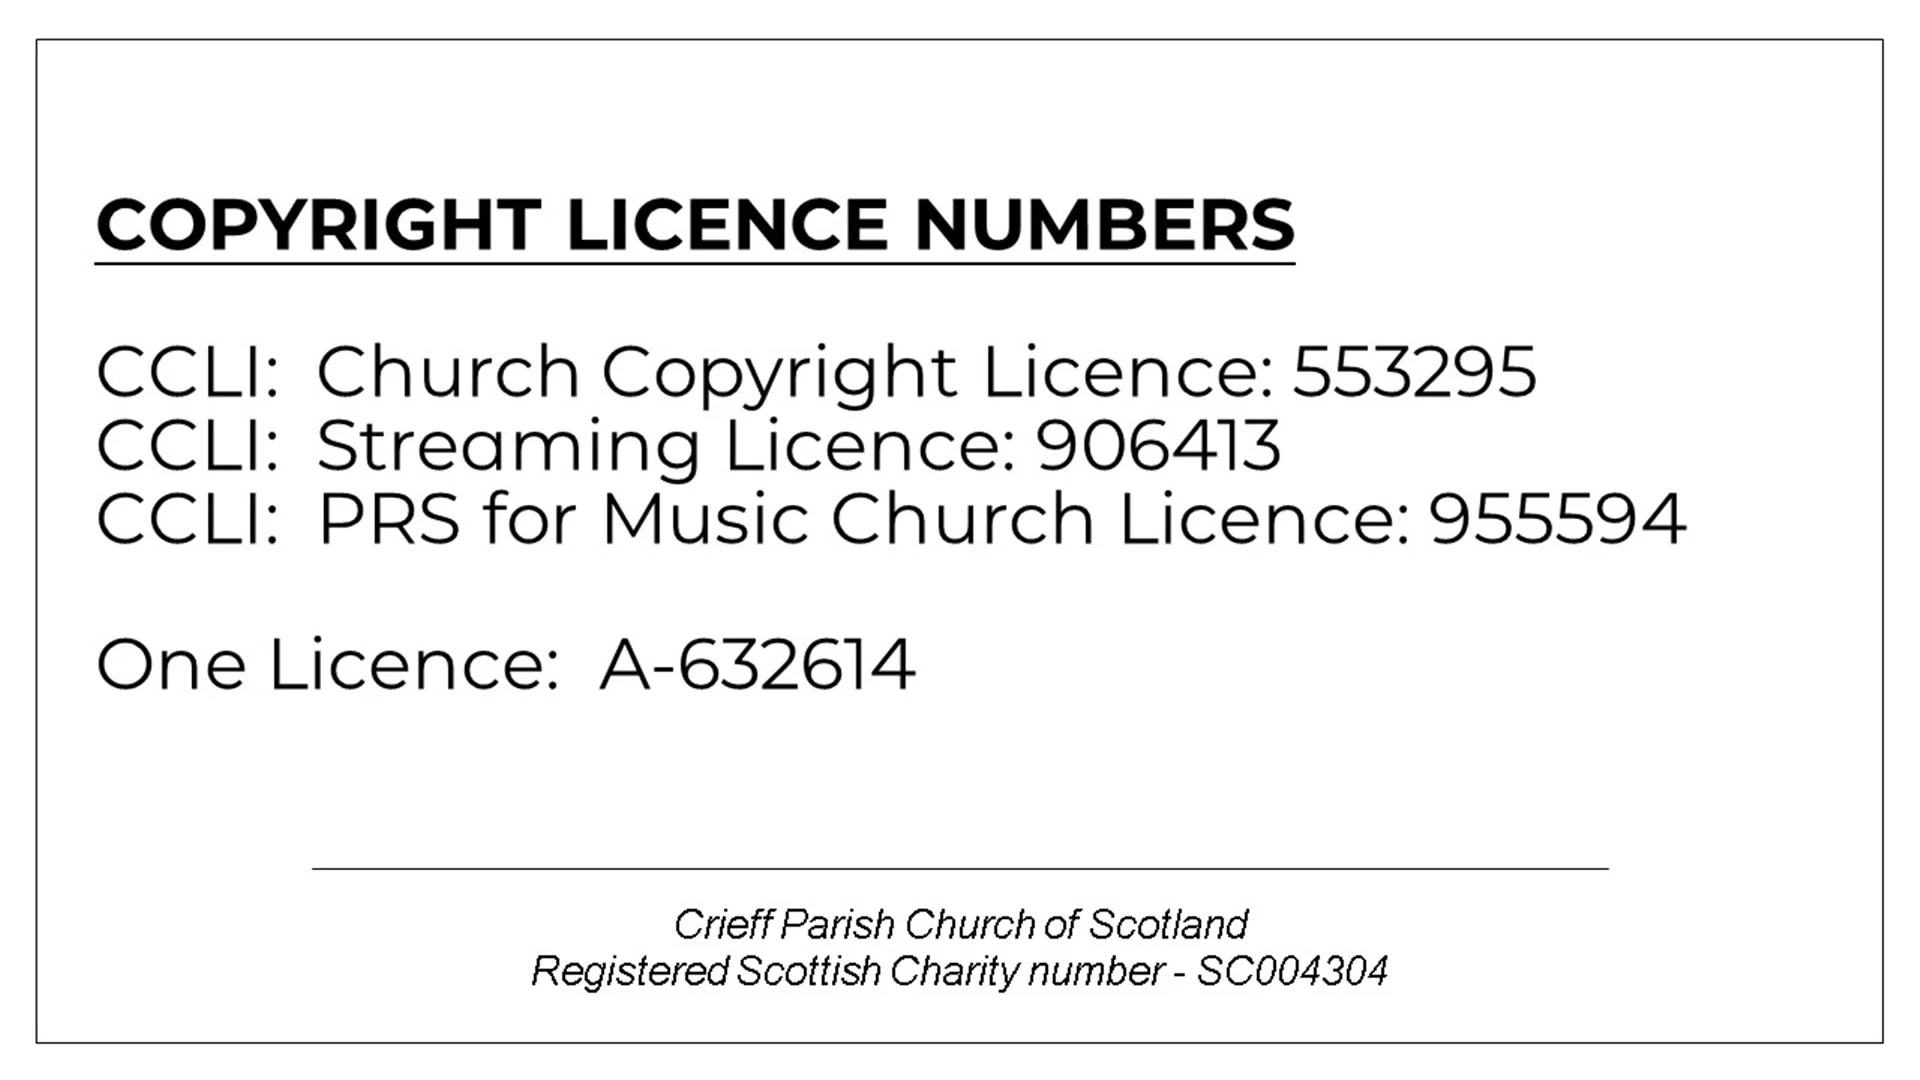 COPYRIGHT LICENCE NUMBERS
CCLI: Church Copyright Licence: 553295
CCLI: Streaming Licence: 906413
CCLI: PRS for Music Church Licence: 955594
One Licence: A-632614
Crieff Parish Church of Scotland
Registered Scottish Charity number - SC004304